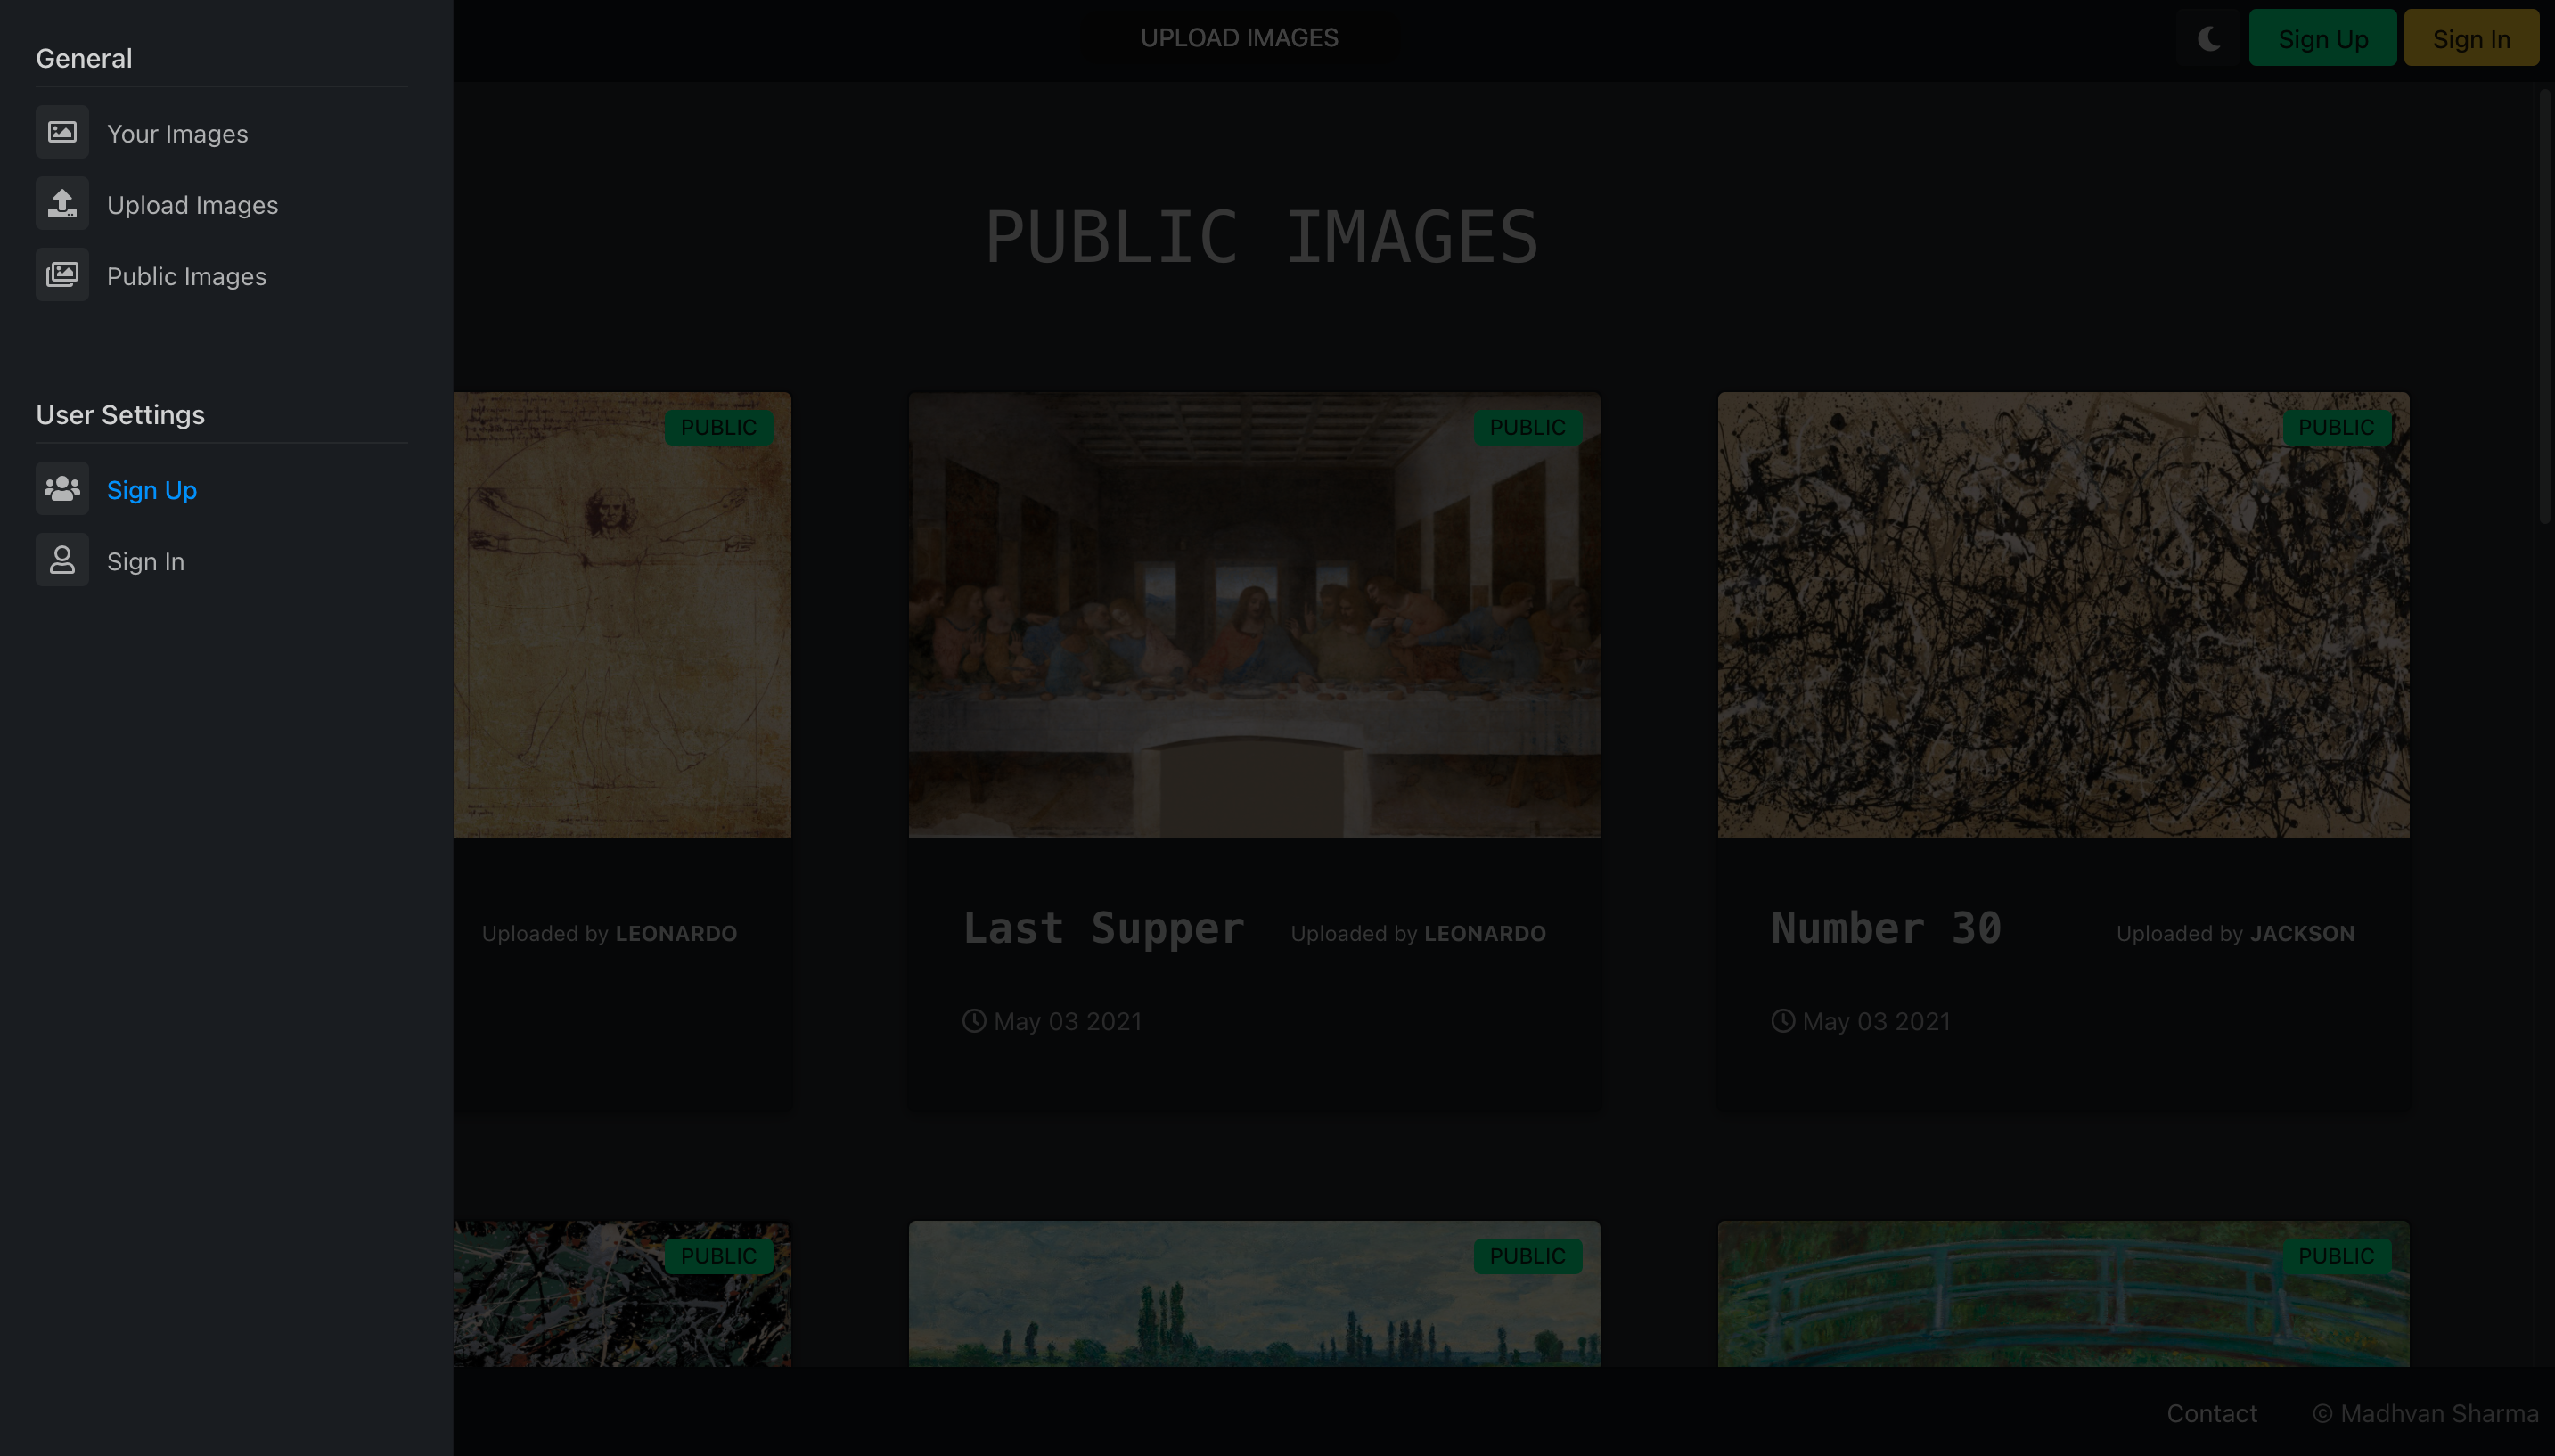 General
Your Images
Upload Images
Public Images
User Settings
Sign Up
Sign In
UPLOAD IMAGES
Sign Up
Sign In
PUBLIC IMAGES
PUBLIC
PUBLIC
PUBLIC
Uploaded by LEONARDO
Last Supper
Uploaded by LEONARDO
May 03 2021
Number 30
Uploaded by JACKSON
May 03 2021
PUBLIC
PUBLIC
PUBLIC
Contact
© Madhvan Sharma